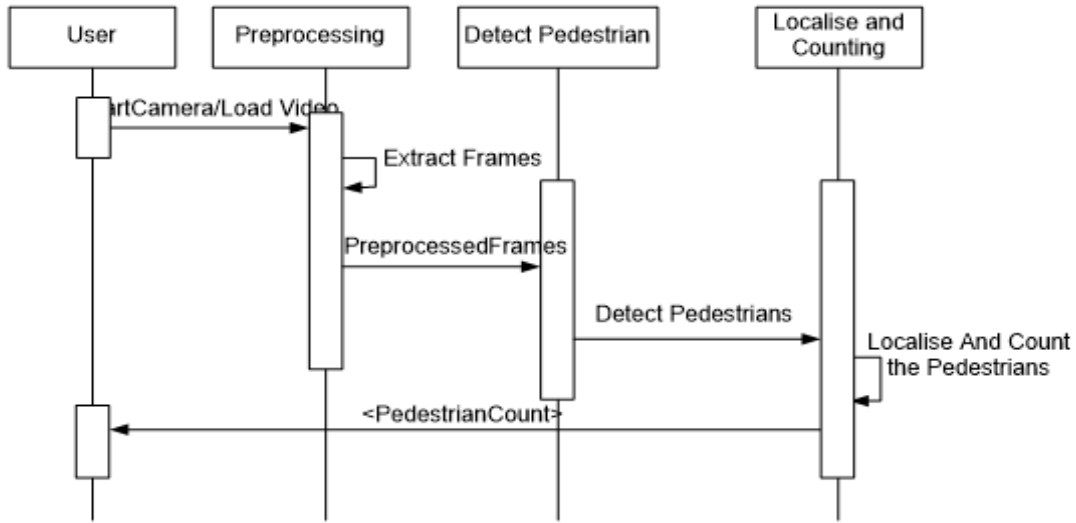 User
Preprocessing
Detect Pedestrian
Localise and
Counting
artCamera/Load Video
Extract Frames
PreprocessedFrames
Detect Pedestrians
Localise And Count
the Pedestrians
<PedestrianCount>